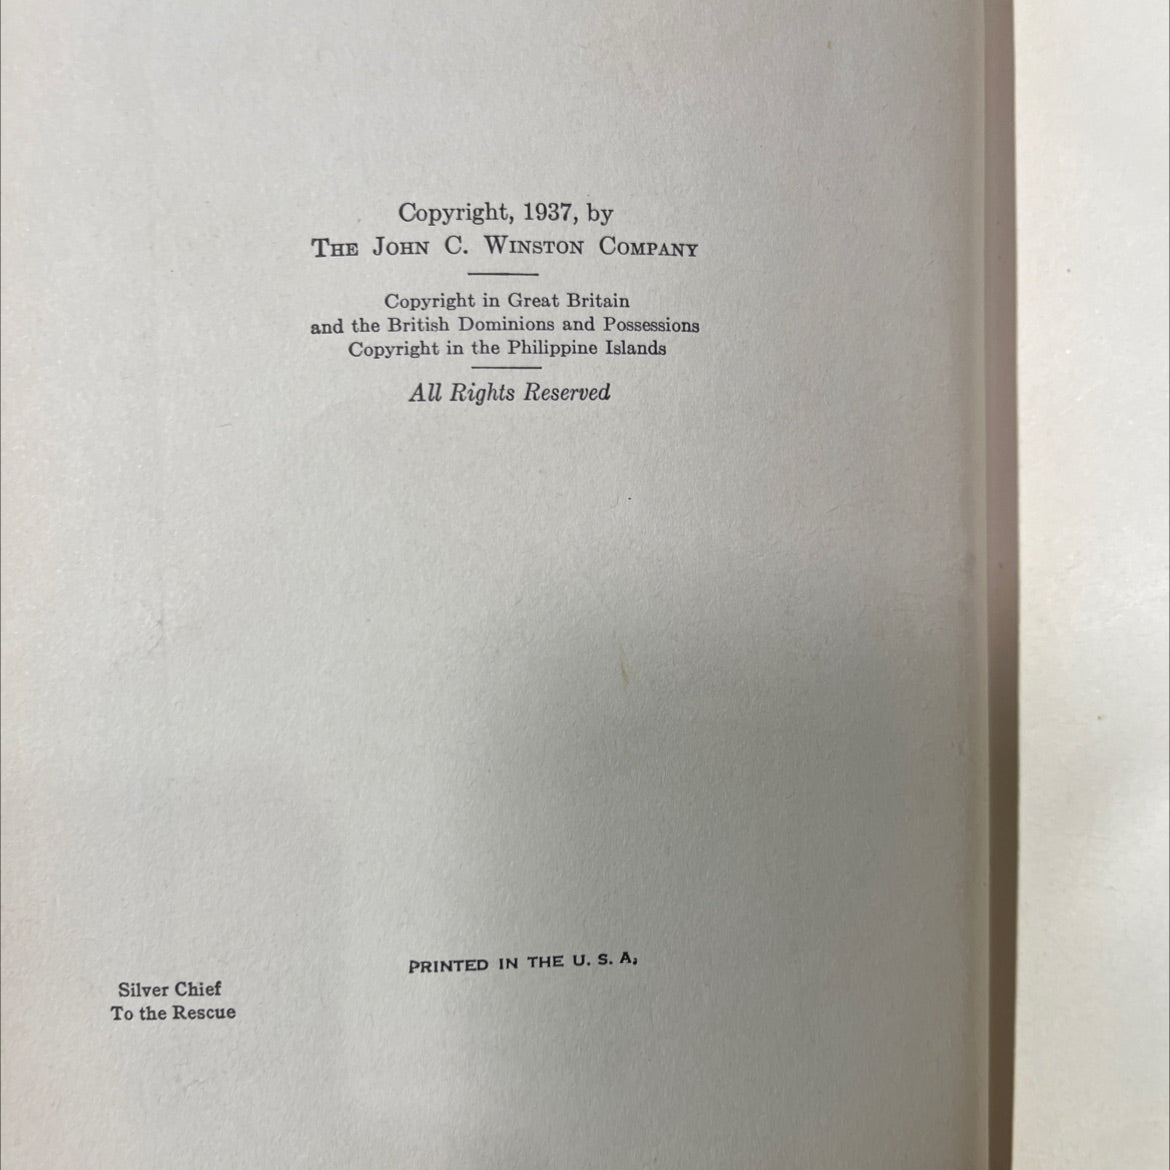 Copyright, 1937, by
THE JOHN C. WINSTON COMPANY
Copyright in Great Britain
and the British Dominions and Possessions
Copyright in the Philippine Islands
All Rights Reserved
PRINTED IN THE U. S. A.
Silver Chief
To the Rescue